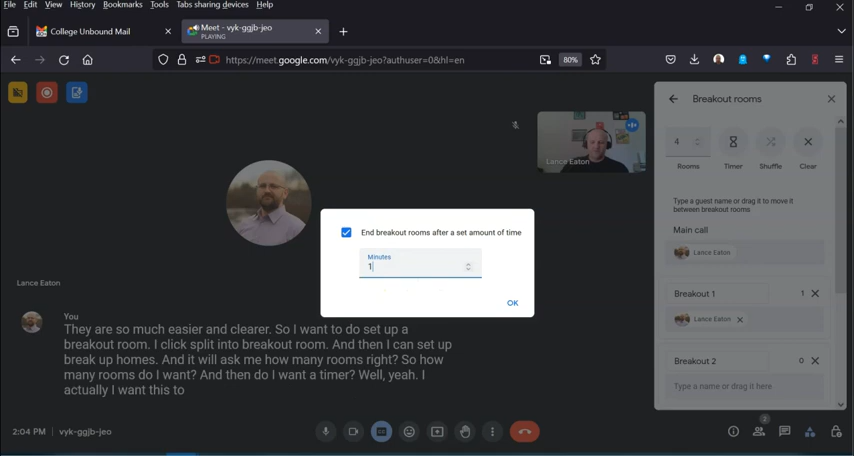 File Edit View History Bookmarks Tools Tabs sharing devices Help
College Unbound Mail
Meet - vyk-ggjb-jeo
PLAYING
https://meet.google.com/vyk-ggjb-jeo?authuser=0&hl=en
80%
Breakout rooms
Lance Eaton
4
Rooms Timer Shuffle Clear
Type a guest name or drag it to move it
between breakout rooms
Main call
Lance Eaton
End breakout rooms after a set amount of time
Minutes
1
OK
Lance Eaton
Breakout 1 1
Lance Eaton
Breakout 2 0
Type a name or drag it here
You
They are so much easier and clearer. So I want to do set up a
breakout room. I click split into breakout room. And then I can set up
break up homes. And it will ask me how many rooms right? So how
many rooms do I want? And then do I want a timer? Well, yeah. I
actually I want this to
2:04 PM | vyk-ggjb-jeo
CC
2